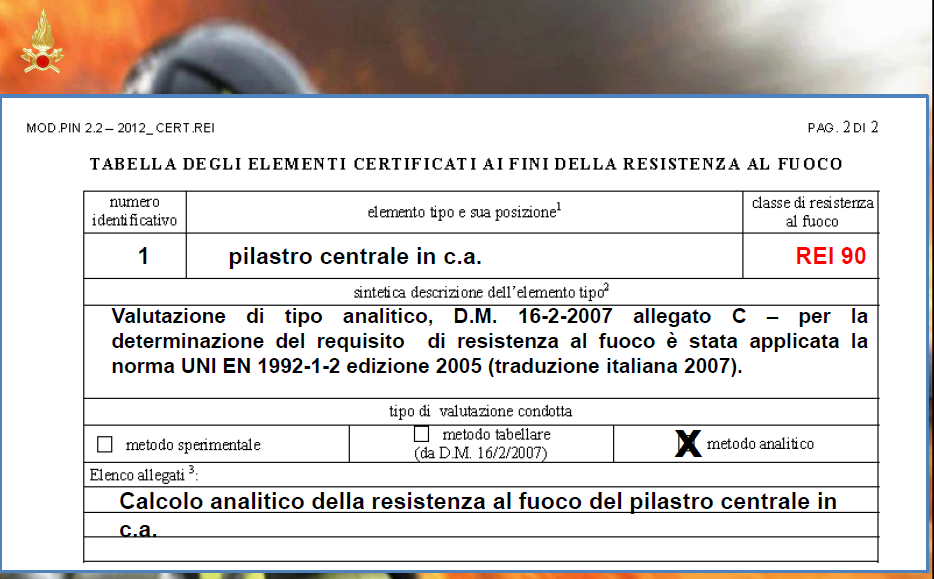 MOD.PIN 2.2 – 2012_ CERT.REI
PAG. 2 DI 2
TABELLA DEGLI ELEMENTI CERTIFICATI AI FINI DELLA RESISTENZA AL FUOCO
numero identificativo
elemento tipo e sua posizione¹
classe di resistenza al fuoco
1
pilastro centrale in c.a.
REI 90
sintetica descrizione dell'elemento tipo²
Valutazione di tipo analitico, D.M. 16-2-2007 allegato C – per la
determinazione del requisito di resistenza al fuoco è stata applicata la
norma UNI EN 1992-1-2 edizione 2005 (traduzione italiana 2007).
tipo di valutazione condotta
☐ metodo sperimentale
☐ metodo tabellare
(da D.M. 16/2/2007)
X metodo analitico
Elenco allegati ³:
Calcolo analitico della resistenza al fuoco del pilastro centrale in
c.a.